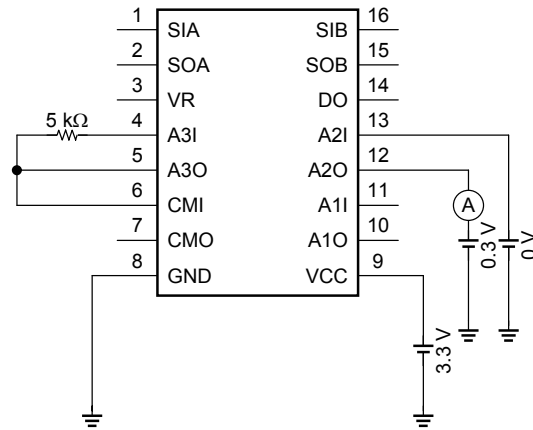 1 SIA SIB 16
2 SOA SOB 15
3 VR DO 14
5 kΩ 4 A3I A2I 13
5 A3O A2O 12
6 CMI A1I 11
A
7 CMO A1O 10
0.3 V
0 V
8 GND VCC 9
3.3 V